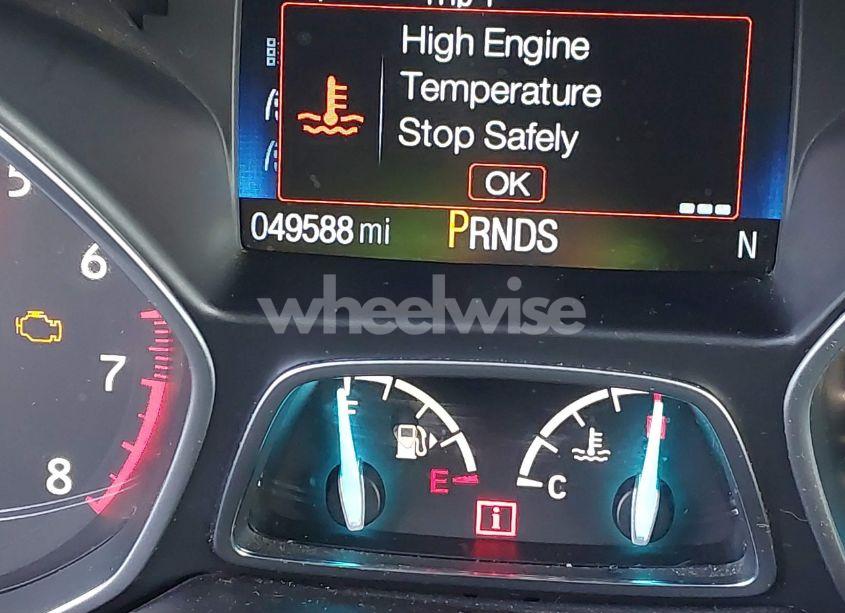 High Engine
Temperature
Stop Safely
OK
049588 mi
PRNDS
N
5
6
7
8
wheelwise
F
E
C
H
i